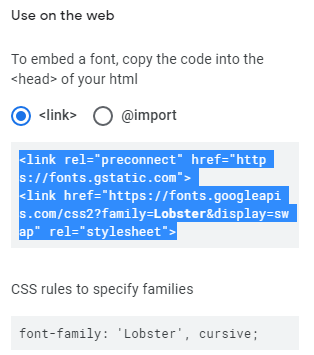 Use on the web
To embed a font, copy the code into the
<head> of your html
<link>
@import
<link rel="preconnect" href="http
s://fonts.gstatic.com">
<link href="https://fonts.googleapi
s.com/css2?family=Lobster&display=sw
ap" rel="stylesheet">
CSS rules to specify families
font-family: 'Lobster', cursive;